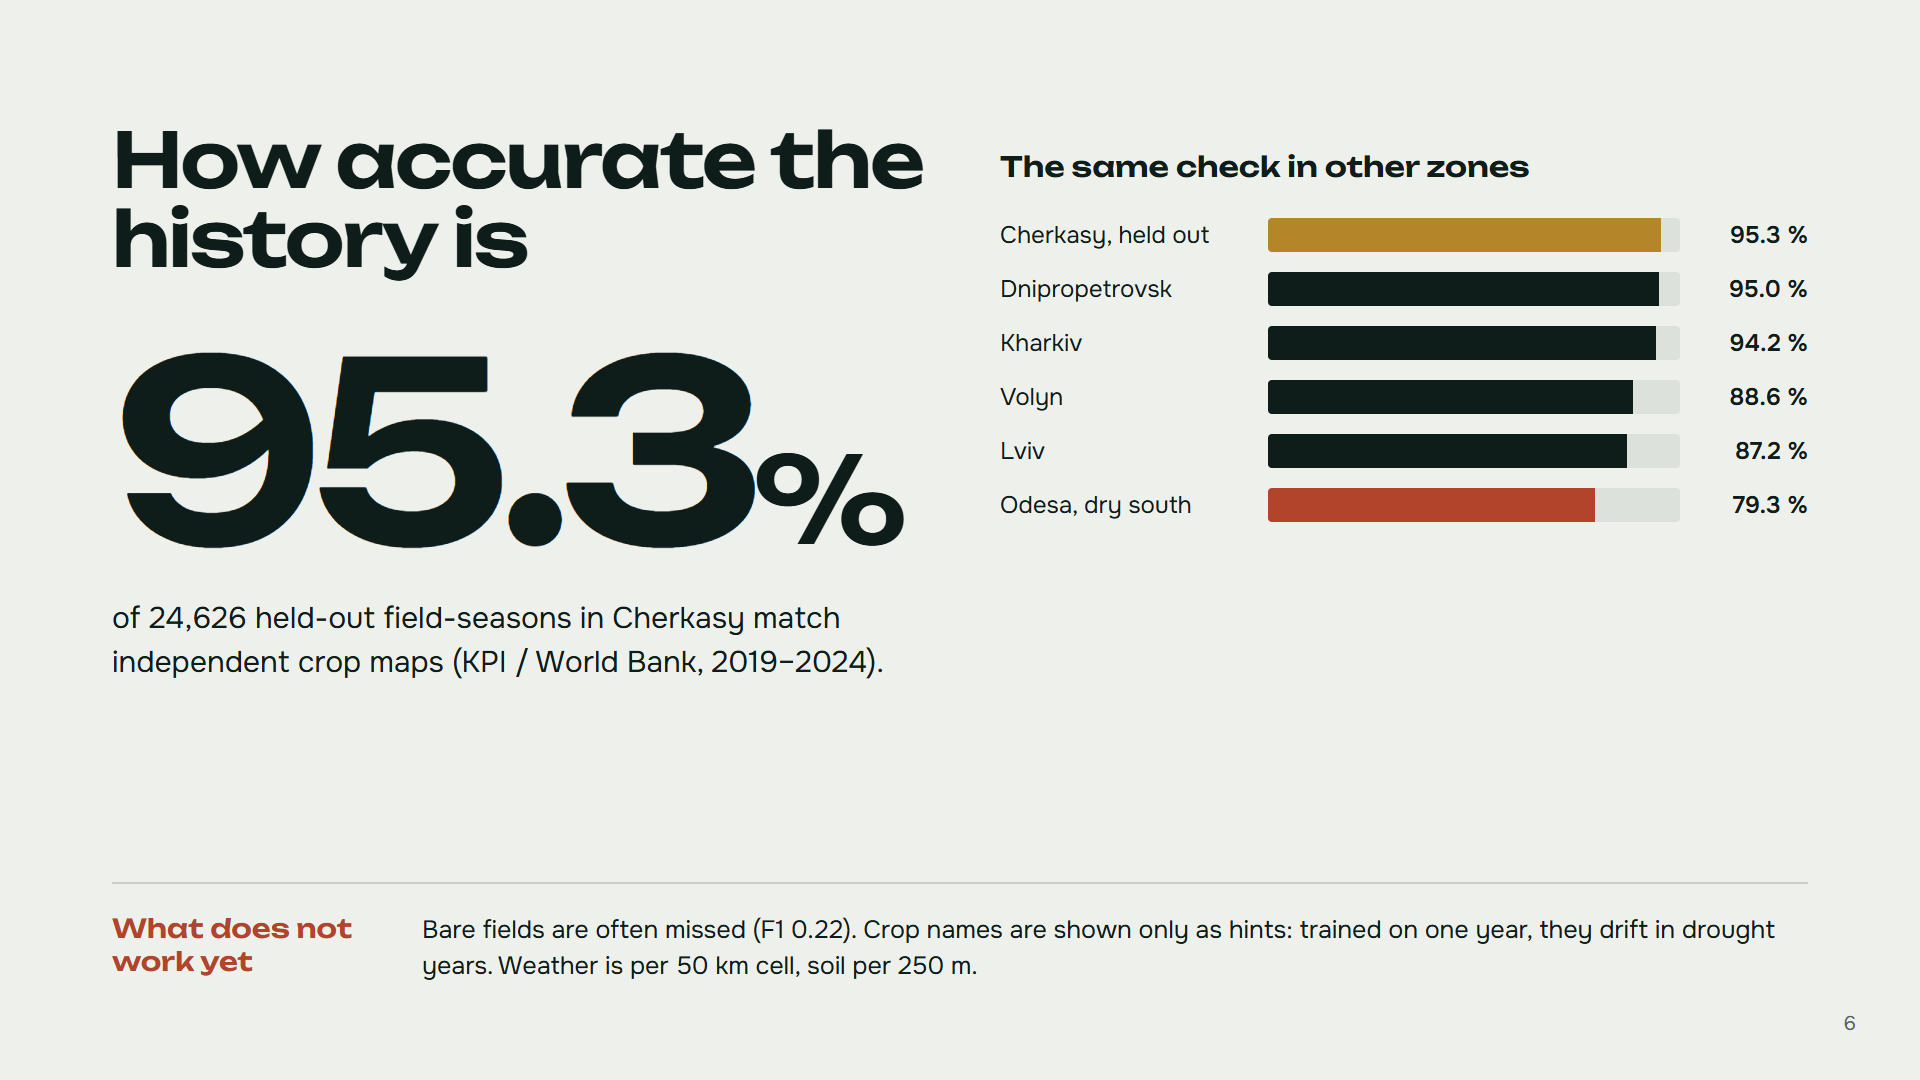 How accurate the
history is
95.3%
of 24,626 held-out field-seasons in Cherkasy match
independent crop maps (KPI / World Bank, 2019–2024).
The same check in other zones
Cherkasy, held out 95.3 %
Dnipropetrovsk 95.0 %
Kharkiv 94.2 %
Volyn 88.6 %
Lviv 87.2 %
Odesa, dry south 79.3 %
What does not
work yet
Bare fields are often missed (F1 0.22). Crop names are shown only as hints: trained on one year, they drift in drought
years. Weather is per 50 km cell, soil per 250 m.
6